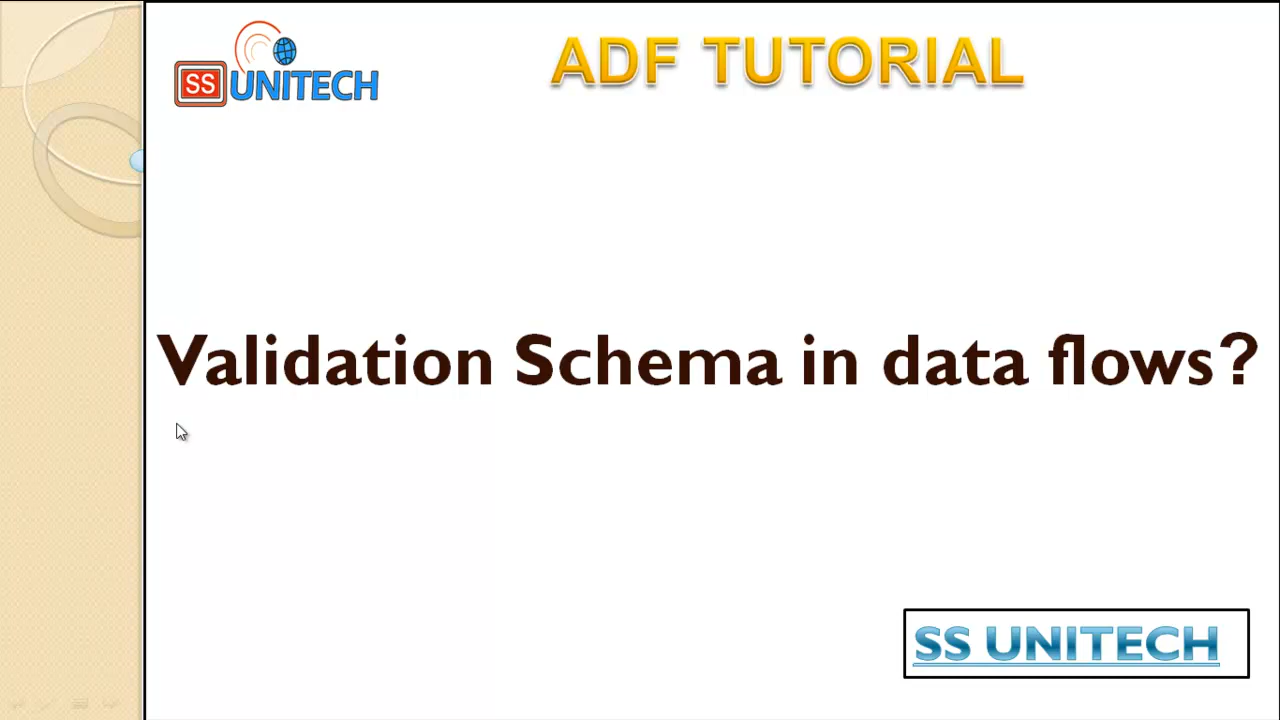 SS UNITECH
ADF TUTORIAL
Validation Schema in data flows?
SS UNITECH